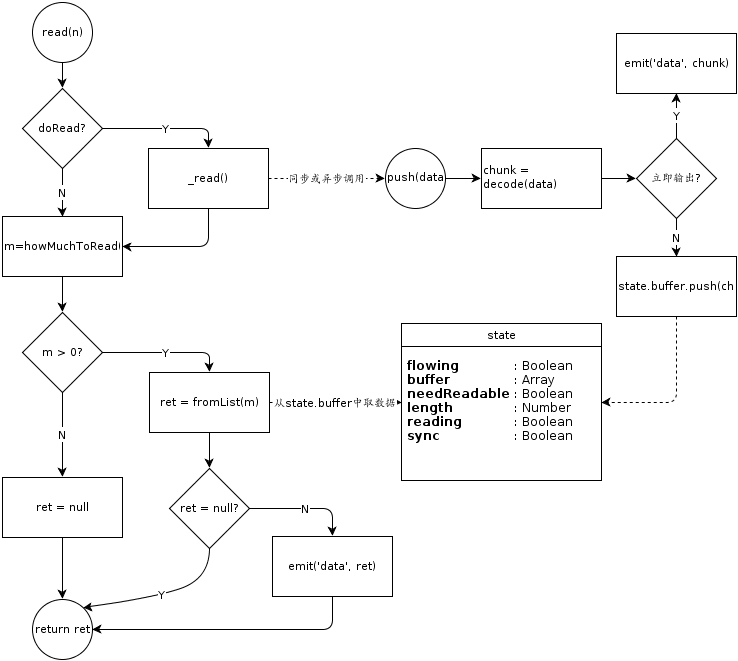 read(n)
emit('data', chunk)
Y
doRead?
Y
_read()
同步或异步调用
push(data
chunk =
decode(data)
立即输出?
N
N
m=howMuchToRead(
state.buffer.push(ch
state
m > 0?
Y
flowing : Boolean
buffer : Array
needReadable : Boolean
length : Number
reading : Boolean
sync : Boolean
ret = fromList(m)
从state.buffer中取数据
N
ret = null
ret = null?
N
emit('data', ret)
Y
return ret